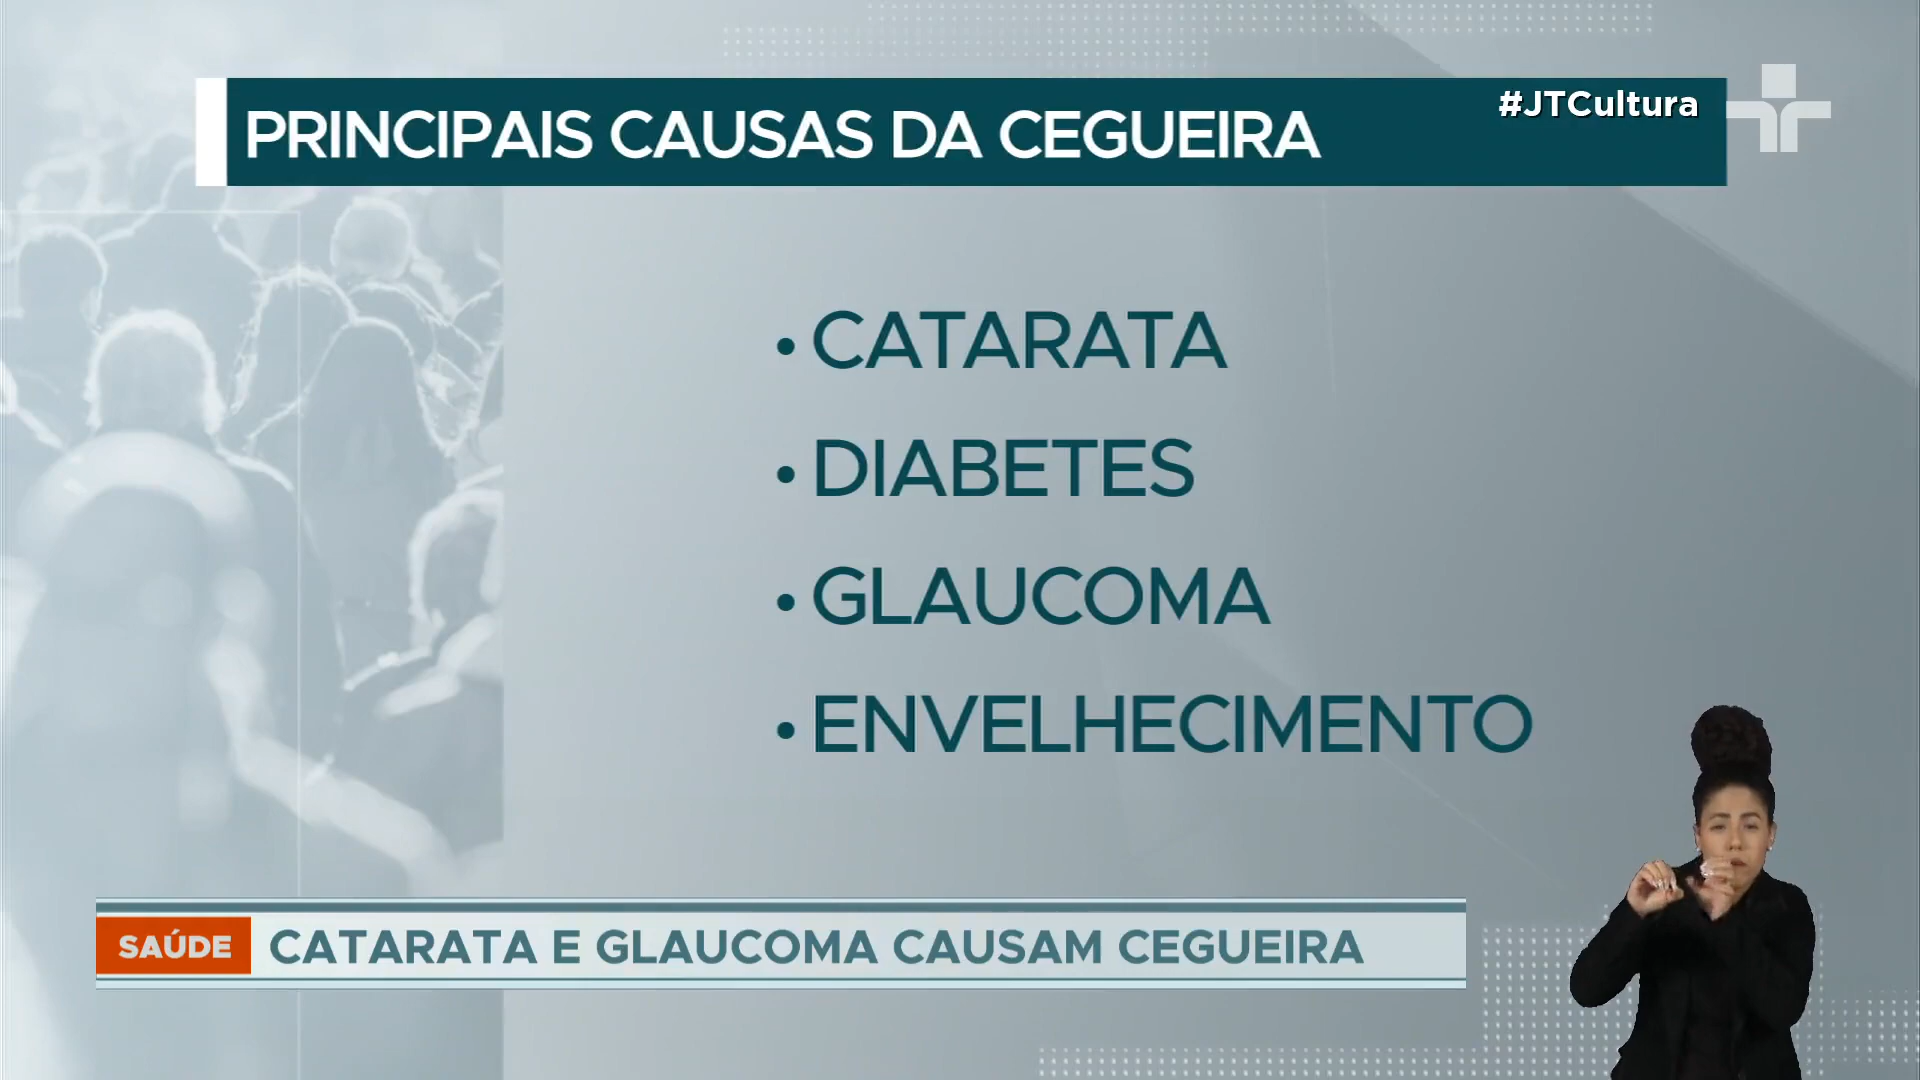 PRINCIPAIS CAUSAS DA CEGUEIRA
#JTCultura
• CATARATA
• DIABETES
• GLAUCOMA
• ENVELHECIMENTO
SAÚDE
CATARATA E GLAUCOMA CAUSAM CEGUEIRA